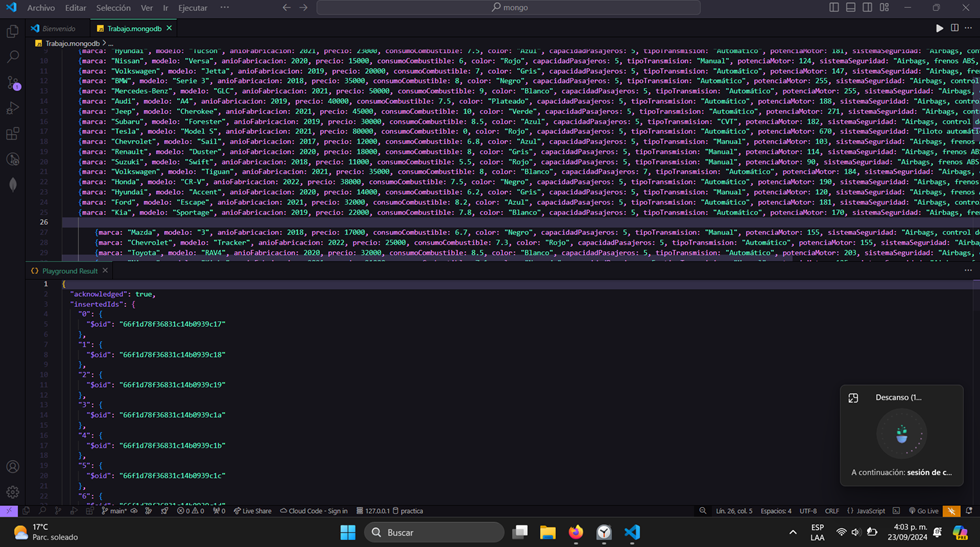 Archivo Editar Selección Ver Ir Ejecutar ··· mongo
Bienvenido Trabajo.mongodb
Trabajo.mongodb > ...
{marca: "Hyundai", modelo: "Tucson", anioFabricacion: 2021, precio: 25000, consumoCombustible: 7.5, color: "Azul", capacidadPasajeros: 5, tipoTransmision: "Automático", potenciaMotor: 181, sistemaSeguridad: "Airbags, frenos ABS,
10 {marca: "Nissan", modelo: "Versa", anioFabricacion: 2020, precio: 15000, consumoCombustible: 6, color: "Rojo", capacidadPasajeros: 5, tipoTransmision: "Manual", potenciaMotor: 124, sistemaSeguridad: "Airbags, frenos ABS,
11 {marca: "Volkswagen", modelo: "Jetta", anioFabricacion: 2019, precio: 20000, consumoCombustible: 7, color: "Gris", capacidadPasajeros: 5, tipoTransmision: "Automático", potenciaMotor: 147, sistemaSeguridad: "Airbags, fren
12 {marca: "BMW", modelo: "Serie 3", anioFabricacion: 2018, precio: 35000, consumoCombustible: 8, color: "Negro", capacidadPasajeros: 5, tipoTransmision: "Automático", potenciaMotor: 255, sistemaSeguridad: "Airbags, control
13 {marca: "Mercedes-Benz", modelo: "GLC", anioFabricacion: 2021, precio: 50000, consumoCombustible: 9, color: "Blanco", capacidadPasajeros: 5, tipoTransmision: "Automático", potenciaMotor: 255, sistemaSeguridad: "Airbags,
14 {marca: "Audi", modelo: "A4", anioFabricacion: 2019, precio: 40000, consumoCombustible: 7.5, color: "Plateado", capacidadPasajeros: 5, tipoTransmision: "Automático", potenciaMotor: 188, sistemaSeguridad: "Airbags, contro
15 {marca: "Jeep", modelo: "Cherokee", anioFabricacion: 2021, precio: 45000, consumoCombustible: 10, color: "Verde", capacidadPasajeros: 5, tipoTransmision: "Automático", potenciaMotor: 271, sistemaSeguridad: "Airbags, cont
16 {marca: "Subaru", modelo: "Forester", anioFabricacion: 2019, precio: 30000, consumoCombustible: 8.5, color: "Azul", capacidadPasajeros: 5, tipoTransmision: "CVT", potenciaMotor: 182, sistemaSeguridad: "Airbags, control d
17 {marca: "Tesla", modelo: "Model S", anioFabricacion: 2021, precio: 80000, consumoCombustible: 0, color: "Rojo", capacidadPasajeros: 5, tipoTransmision: "Automático", potenciaMotor: 670, sistemaSeguridad: "Piloto automáti
18 {marca: "Chevrolet", modelo: "Sail", anioFabricacion: 2017, precio: 12000, consumoCombustible: 6.8, color: "Azul", capacidadPasajeros: 5, tipoTransmision: "Manual", potenciaMotor: 103, sistemaSeguridad: "Airbags, frenos
19 {marca: "Renault", modelo: "Duster", anioFabricacion: 2020, precio: 18000, consumoCombustible: 8, color: "Gris", capacidadPasajeros: 5, tipoTransmision: "Manual", potenciaMotor: 114, sistemaSeguridad: "Airbags, frenos AB
20 {marca: "Suzuki", modelo: "Swift", anioFabricacion: 2018, precio: 11000, consumoCombustible: 5.5, color: "Rojo", capacidadPasajeros: 5, tipoTransmision: "Manual", potenciaMotor: 90, sistemaSeguridad: "Airbags, frenos ABS
21 {marca: "Volkswagen", modelo: "Tiguan", anioFabricacion: 2021, precio: 35000, consumoCombustible: 8, color: "Blanco", capacidadPasajeros: 7, tipoTransmision: "Automático", potenciaMotor: 184, sistemaSeguridad: "Airbags,
22 {marca: "Honda", modelo: "CR-V", anioFabricacion: 2022, precio: 38000, consumoCombustible: 7.5, color: "Negro", capacidadPasajeros: 5, tipoTransmision: "Automático", potenciaMotor: 190, sistemaSeguridad: "Airbags, frenos
23 {marca: "Hyundai", modelo: "Accent", anioFabricacion: 2020, precio: 14000, consumoCombustible: 6.2, color: "Gris", capacidadPasajeros: 5, tipoTransmision: "Manual", potenciaMotor: 120, sistemaSeguridad: "Airbags, frenos
24 {marca: "Ford", modelo: "Escape", anioFabricacion: 2021, precio: 32000, consumoCombustible: 8.2, color: "Azul", capacidadPasajeros: 5, tipoTransmision: "Automático", potenciaMotor: 181, sistemaSeguridad: "Airbags, contro
25 {marca: "Kia", modelo: "Sportage", anioFabricacion: 2019, precio: 22000, consumoCombustible: 7.8, color: "Blanco", capacidadPasajeros: 5, tipoTransmision: "Automático", potenciaMotor: 170, sistemaSeguridad: "Airbags, fren
26
27 {marca: "Mazda", modelo: "3", anioFabricacion: 2018, precio: 17000, consumoCombustible: 6.7, color: "Negro", capacidadPasajeros: 5, tipoTransmision: "Manual", potenciaMotor: 155, sistemaSeguridad: "Airbags, control de
28 {marca: "Chevrolet", modelo: "Tracker", anioFabricacion: 2022, precio: 25000, consumoCombustible: 7.3, color: "Rojo", capacidadPasajeros: 5, tipoTransmision: "Automático", potenciaMotor: 155, sistemaSeguridad: "Airba
29 {marca: "Toyota", modelo: "RAV4", anioFabricacion: 2020, precio: 32000, consumoCombustible: 8.5, color: "Blanco", capacidadPasajeros: 5, tipoTransmision: "Automático", potenciaMotor: 203, sistemaSeguridad: "Airbags,
{} Playground Result
1 {
2 "acknowledged": true,
3 "insertedIds": {
4 "0": {
5 "$oid": "66f1d78f36831c14b0939c17"
6 },
7 "1": {
8 "$oid": "66f1d78f36831c14b0939c18"
9 },
10 "2": {
11 "$oid": "66f1d78f36831c14b0939c19"
12 },
13 "3": {
14 "$oid": "66f1d78f36831c14b0939c1a"
15 },
16 "4": {
17 "$oid": "66f1d78f36831c14b0939c1b"
18 },
19 "5": {
20 "$oid": "66f1d78f36831c14b0939c1c"
21 },
22 "6": {
Descanso (1...
A continuación: sesión de c...
main* 0 0 0 Live Share Cloud Code - Sign in 127.0.0.1 practica Lín. 26, col. 5 Espacios: 4 UTF-8 CRLF {} JavaScript Go Live
17°C
Parc. soleado
Buscar
ESP
LAA
4:03 p. m.
23/09/2024